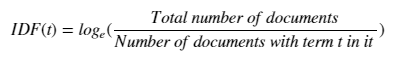 IDF(t) = log_e(Total number of documents / Number of documents with term t in it)